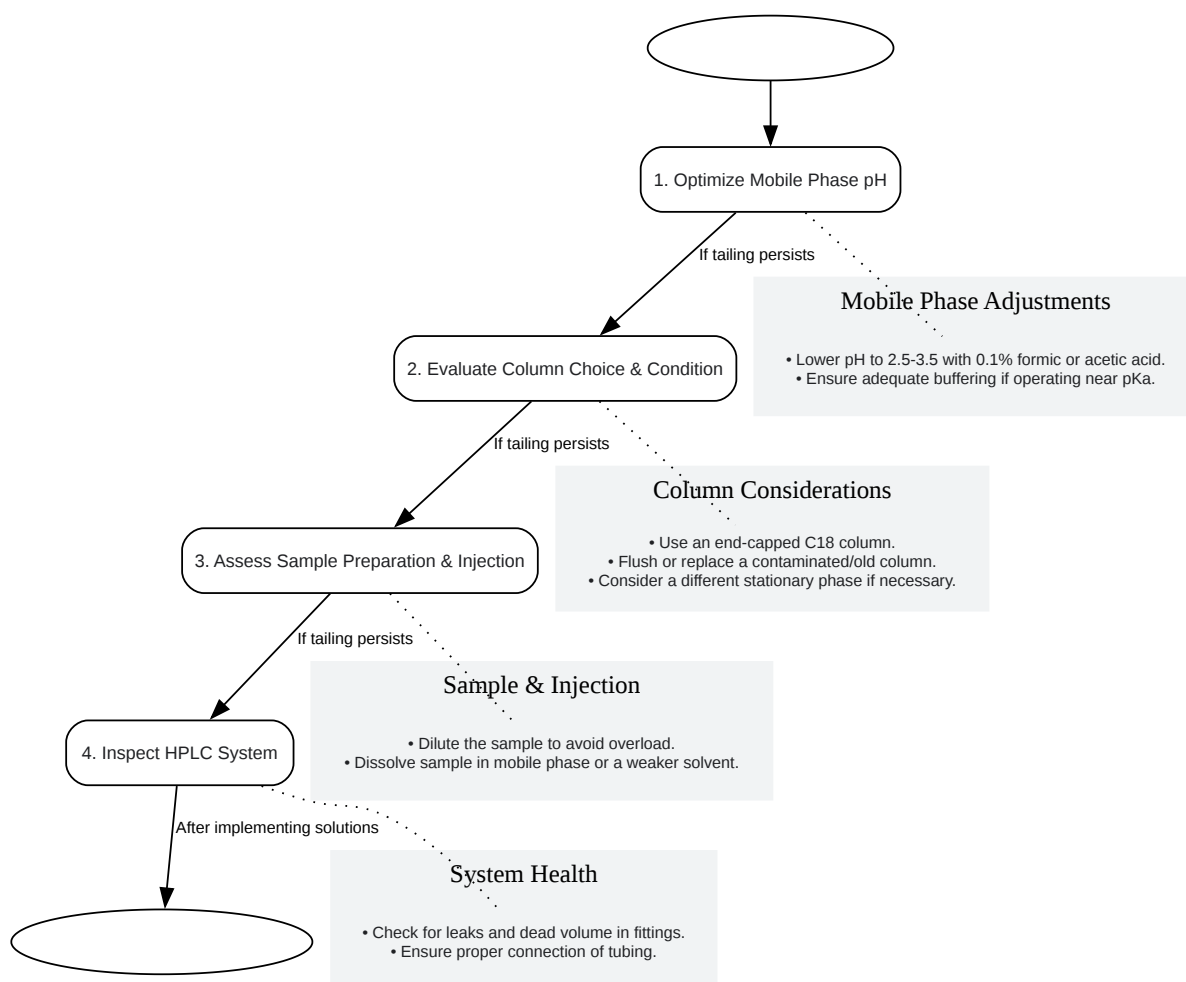 1. Optimize Mobile Phase pH
If tailing persists
Mobile Phase Adjustments
• Lower pH to 2.5-3.5 with 0.1% formic or acetic acid.
• Ensure adequate buffering if operating near pKa.
2. Evaluate Column Choice & Condition
If tailing persists
Column Considerations
• Use an end-capped C18 column.
• Flush or replace a contaminated/old column.
• Consider a different stationary phase if necessary.
3. Assess Sample Preparation & Injection
If tailing persists
Sample & Injection
• Dilute the sample to avoid overload.
• Dissolve sample in mobile phase or a weaker solvent.
4. Inspect HPLC System
After implementing solutions
System Health
• Check for leaks and dead volume in fittings.
• Ensure proper connection of tubing.